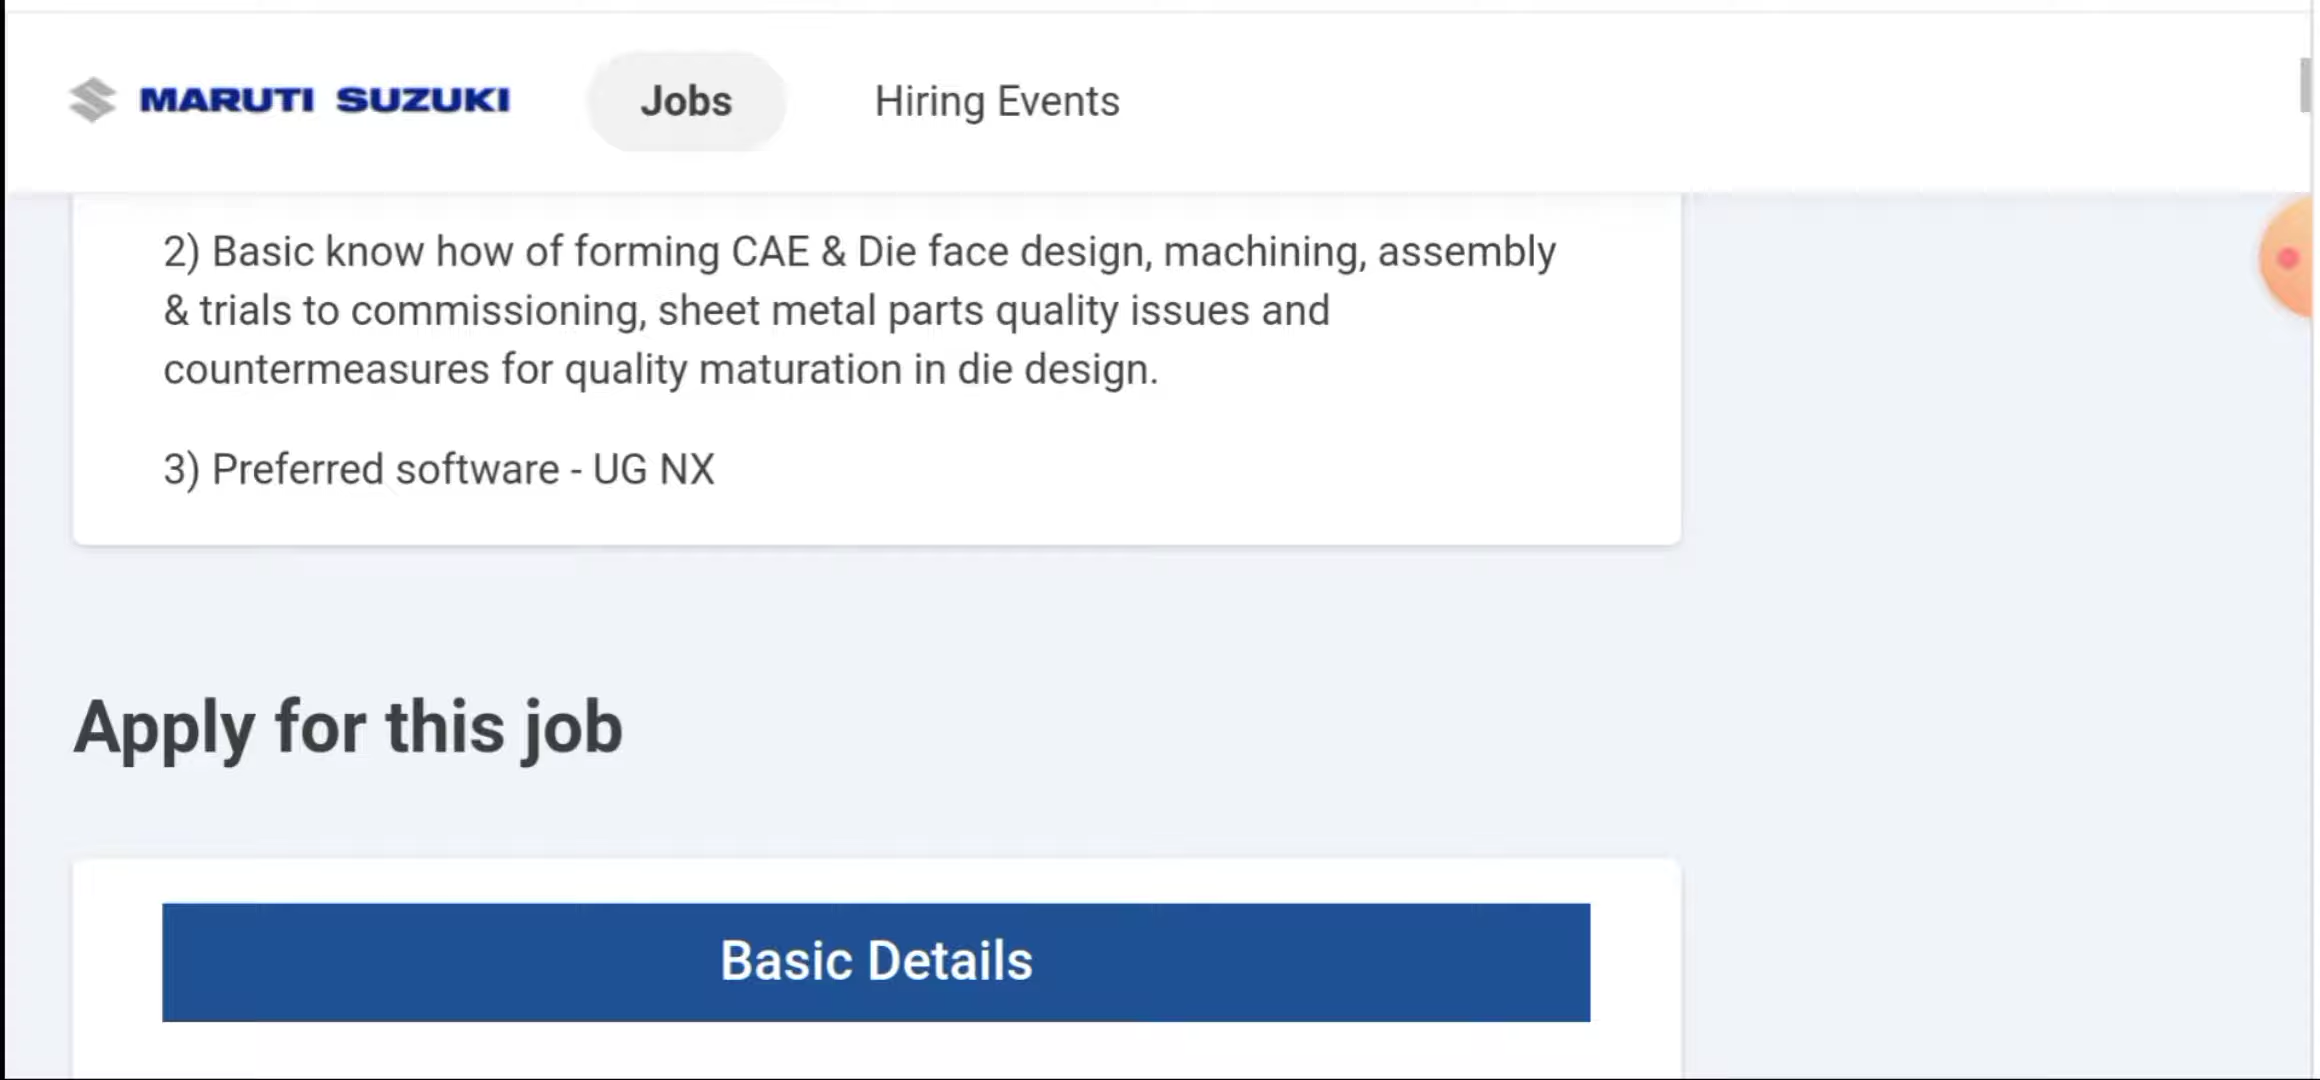 MARUTI SUZUKI
Jobs
Hiring Events
2) Basic know how of forming CAE & Die face design, machining, assembly
& trials to commissioning, sheet metal parts quality issues and
countermeasures for quality maturation in die design.
3) Preferred software - UG NX
Apply for this job
Basic Details